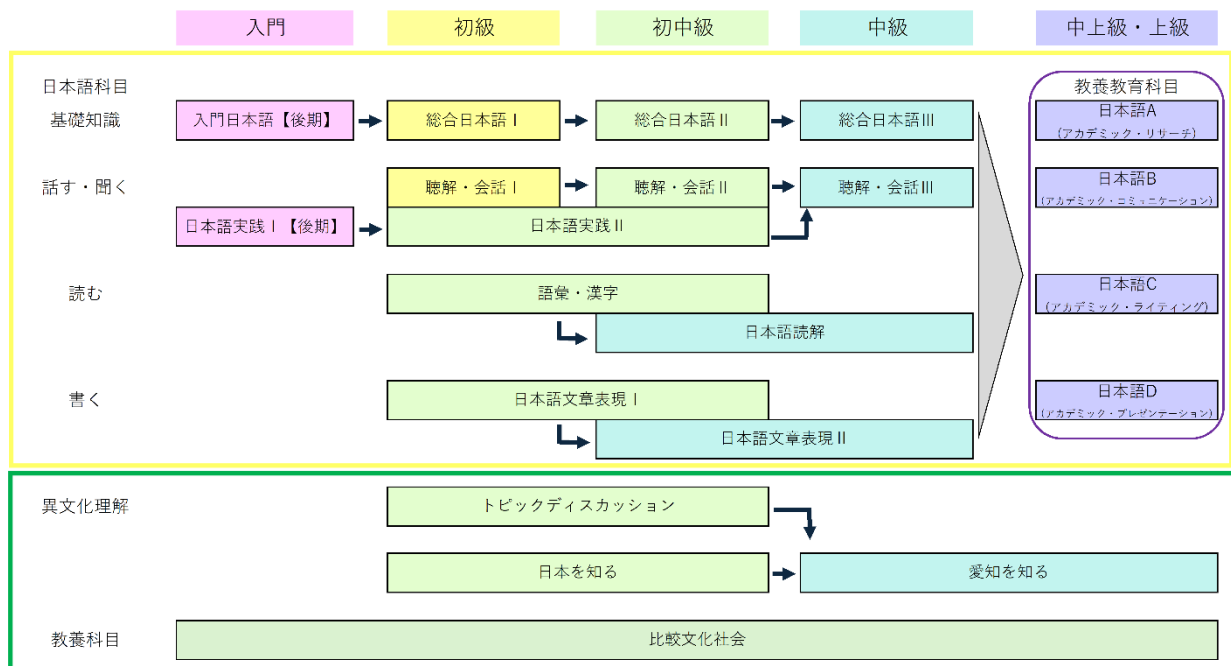 入門
初級
初中級
中級
中上級・上級
日本語科目
教養教育科目
基礎知識
入門日本語【後期】
総合日本語Ⅰ
総合日本語Ⅱ
総合日本語Ⅲ
日本語A
(アカデミック・リサーチ)
話す・聞く
聴解・会話Ⅰ
聴解・会話Ⅱ
聴解・会話Ⅲ
日本語B
(アカデミック・コミュニケーション)
日本語実践Ⅰ【後期】
日本語実践Ⅱ
読む
語彙・漢字
日本語C
(アカデミック・ライティング)
日本語読解
書く
日本語文章表現Ⅰ
日本語D
(アカデミック・プレゼンテーション)
日本語文章表現Ⅱ
異文化理解
トピックディスカッション
日本を知る
愛知を知る
教養科目
比較文化社会